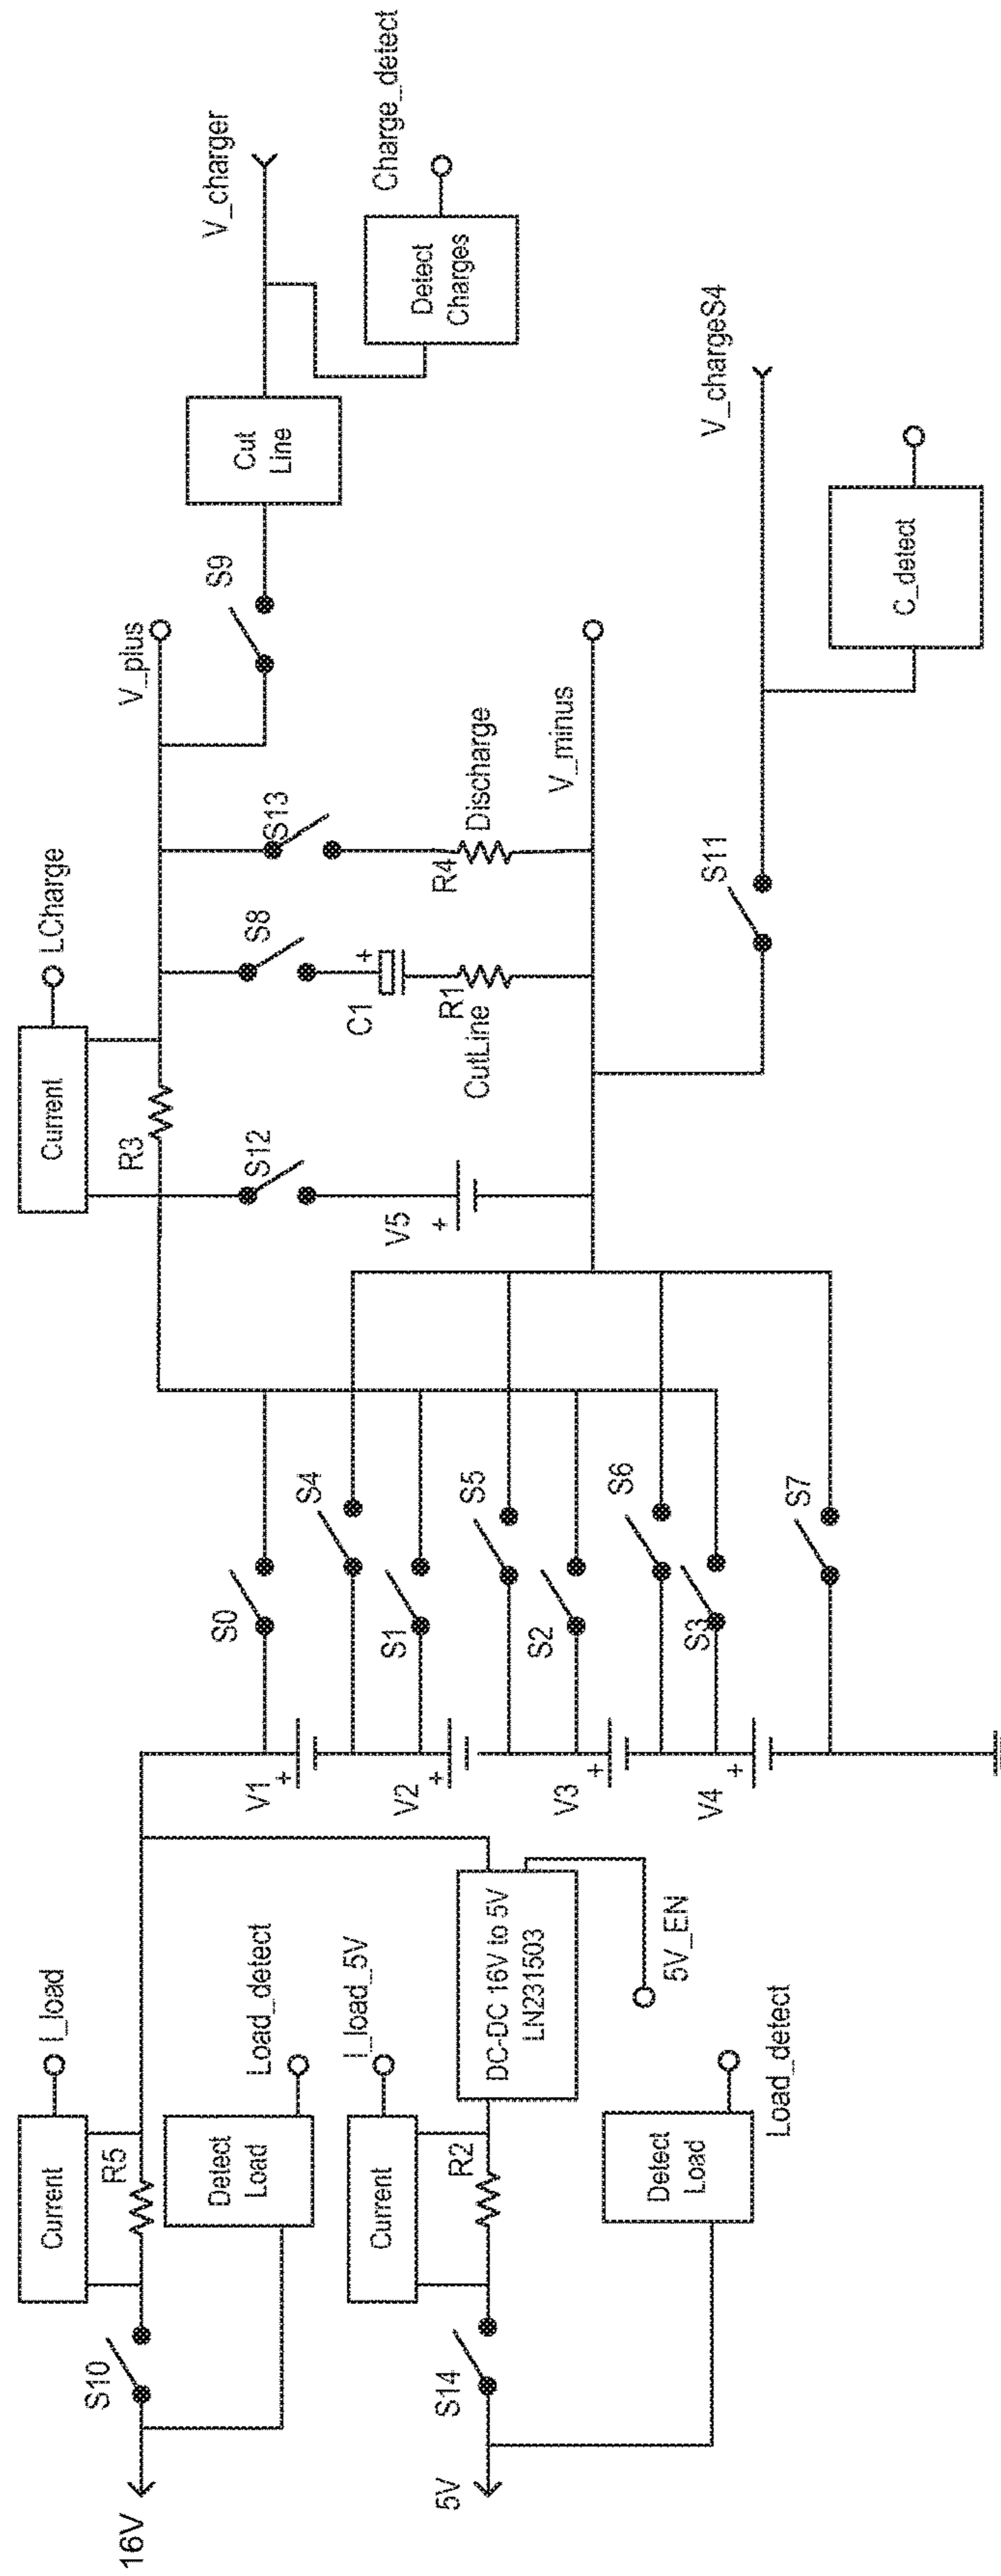 16V
S10
Current
I_load
R5
Detect
Load
Load_detect
5V
S14
Current
I_load_5V
R2
DC-DC 16V to 5V
LN231503
5V_EN
Detect
Load
Load_detect
V1
+
V2
+
V3
+
V4
+
S0
S4
S1
S5
S2
S6
S3
S7
Current
LCharge
R3
S12
V5
+
S8
C1
+
R1
CutLine
S13
R4
Discharge
V_plus
V_minus
S9
Cut
Line
V_charger
Detect
Charges
Charge_detect
S11
V_chargeS4
C_detect